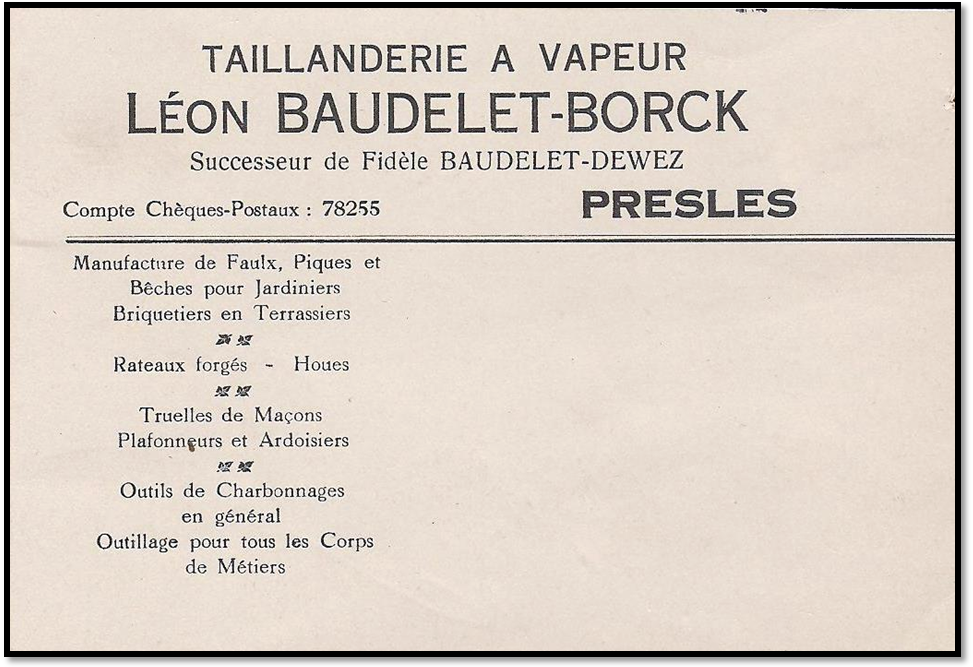 TAILLANDERIE A VAPEUR
LÉON BAUDELET-BORCK
Successeur de Fidèle BAUDELET-DEWEZ
Compte Chèques-Postaux : 78255
PRESLES
Manufacture de Faulx, Piques et
Bêches pour Jardiniers
Briquetiers en Terrassiers
Rateaux forgés - Houes
Truelles de Maçons
Plafonneurs et Ardoisiers
Outils de Charbonnages
en général
Outillage pour tous les Corps
de Métiers